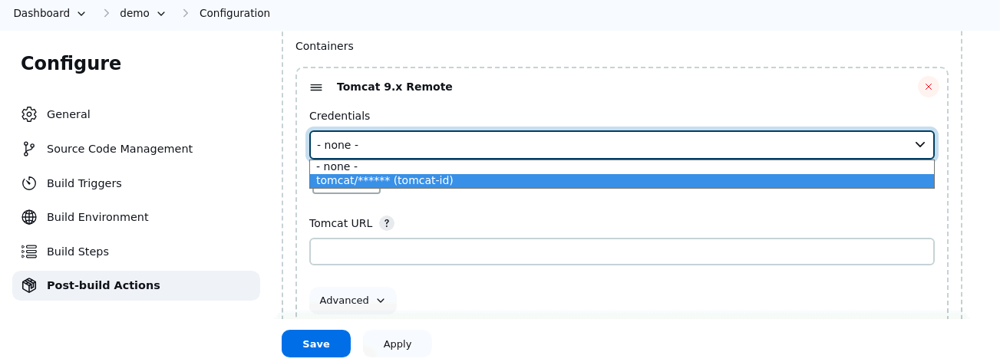 Dashboard
demo
Configuration
Configure
General
Source Code Management
Build Triggers
Build Environment
Build Steps
Post-build Actions
Containers
Tomcat 9.x Remote
Credentials
- none -
- none -
tomcat/****** (tomcat-id)
Tomcat URL ?
Advanced
Save
Apply